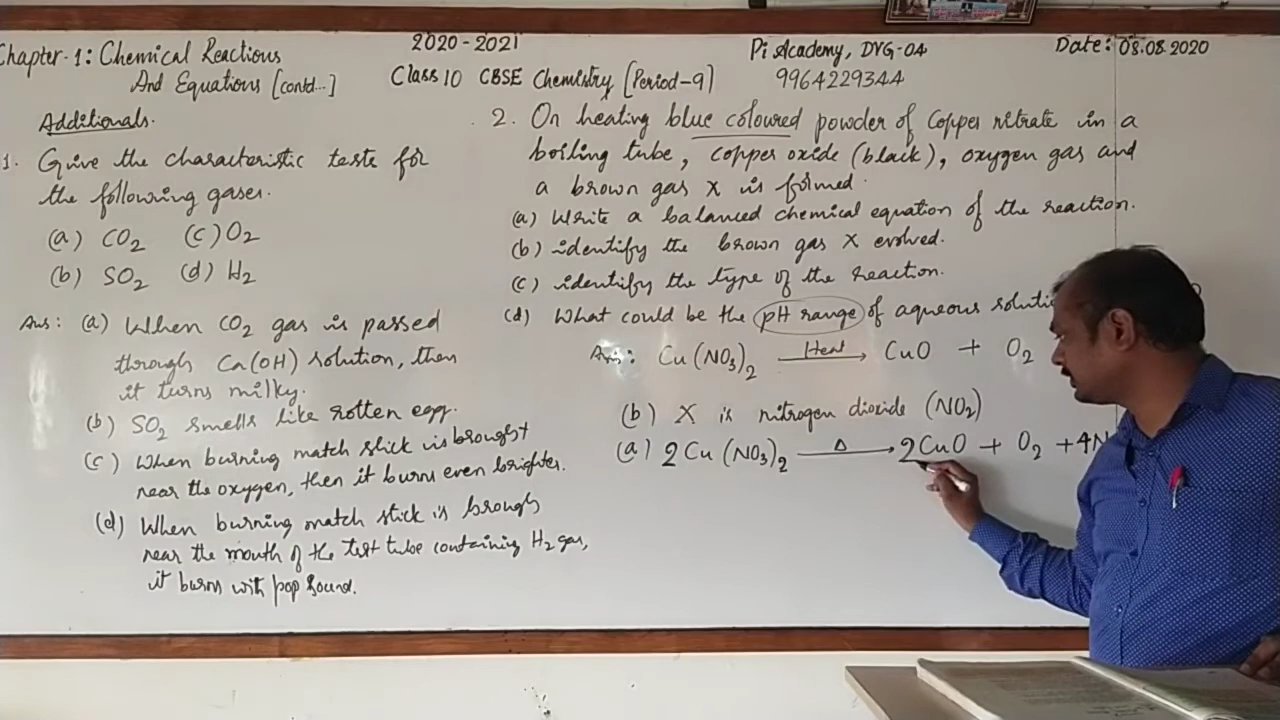 Chapter-1: Chemical Reactions
And Equations [contd...]
2020-2021
Class 10 CBSE Chemistry [Period-9]
Pi Academy, DVG-04
9964229344
Date: 08.08.2020
Additionals.
1. Give the characteristic tests for
the following gases.
(a) CO2 (c) O2
(b) SO2 (d) H2
Ans: (a) When CO2 gas is passed
through Ca(OH) solution, then
it turns milky.
(b) SO2 smells like rotten egg.
(c) When burning match stick is brought
near the oxygen, then it burns even brighter.
(d) When burning match stick is brough
near the mouth of the test tube containing H2 gas,
it burns with pop sound.
2. On heating blue coloured powder of Copper nitrate in a
boiling tube, copper oxide (black), oxygen gas and
a brown gas X is formed.
(a) Write a balanced chemical equation of the reaction.
(b) identify the brown gas X evolved.
(c) identify the type of the reaction.
(d) What could be the pH range of aqueous
Ans: Cu(NO3)2 Heat → CuO + O2
(b) X is nitrogen dioxide (NO2)
(a) 2Cu(NO3)2 Δ → 2CuO + O2 + 4N